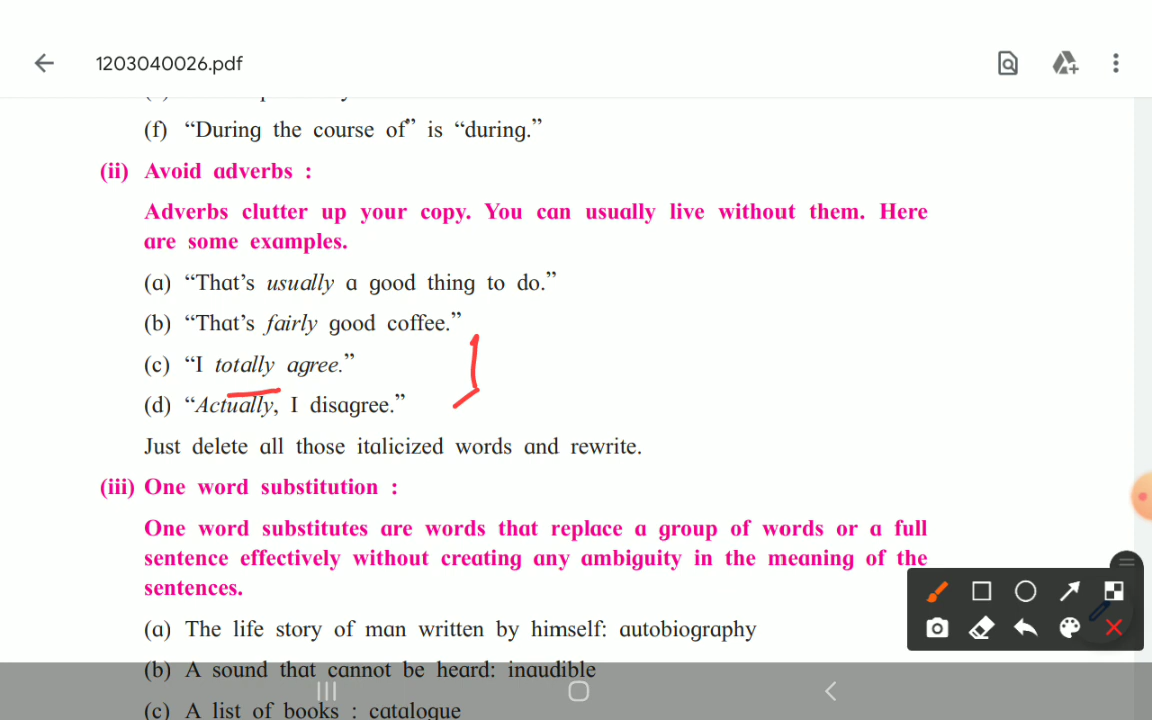 1203040026.pdf
(f) “During the course of” is “during.”
(ii) Avoid adverbs :
Adverbs clutter up your copy. You can usually live without them. Here
are some examples.
(a) “That’s usually a good thing to do.”
(b) “That’s fairly good coffee.”
(c) “I totally agree.”
(d) “Actually, I disagree.”
Just delete all those italicized words and rewrite.
(iii) One word substitution :
One word substitutes are words that replace a group of words or a full
sentence effectively without creating any ambiguity in the meaning of the
sentences.
(a) The life story of man written by himself: autobiography
(b) A sound that cannot be heard: inaudible
(c) A list of books : catalogue